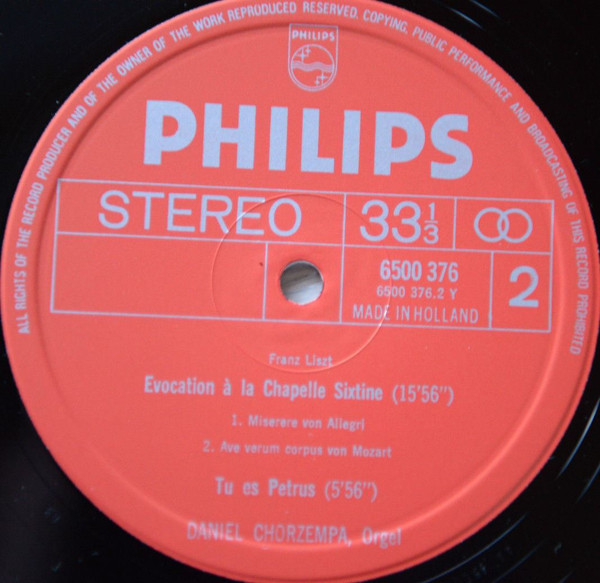 ALL RIGHTS OF THE RECORD PRODUCER AND OF THE OWNER OF THE WORK REPRODUCED RESERVED. COPYING, PUBLIC PERFORMANCE AND BROADCASTING OF THIS RECORD PROHIBITED
PHILIPS
PHILIPS
STEREO 33⅓
6500 376
6500 376.2 Y
2
MADE IN HOLLAND
Franz Liszt
Evocation à la Chapelle Sixtine (15'56")
1. Miserere von Allegri
2. Ave verum corpus von Mozart
Tu es Petrus (5'56")
DANIEL CHORZEMPA, Orgel